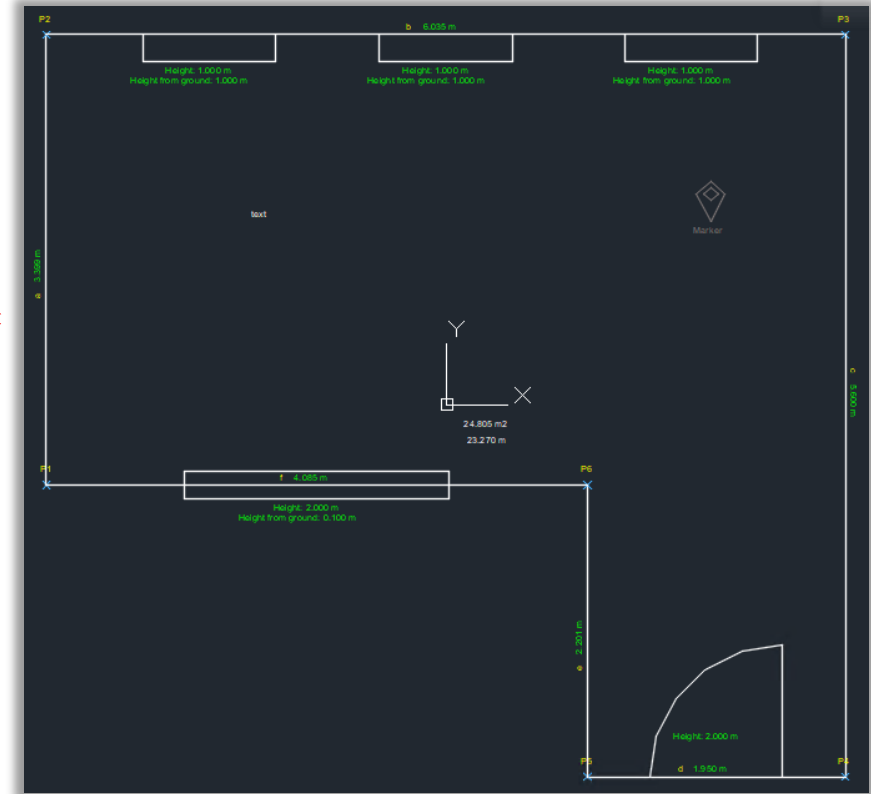 P2
P3
b 6.035 m
Height: 1.000 m
Height from ground: 1.000 m
Height: 1.000 m
Height from ground: 1.000 m
Height: 1.000 m
Height from ground: 1.000 m
text
Marker
a 3.399 m
Y
X
c 5.600 m
24.805 m2
23.270 m
P1
P6
f 4.085 m
Height: 2.000 m
Height from ground: 0.100 m
e 2.201 m
Height: 2.000 m
P5
P4
d 1.950 m